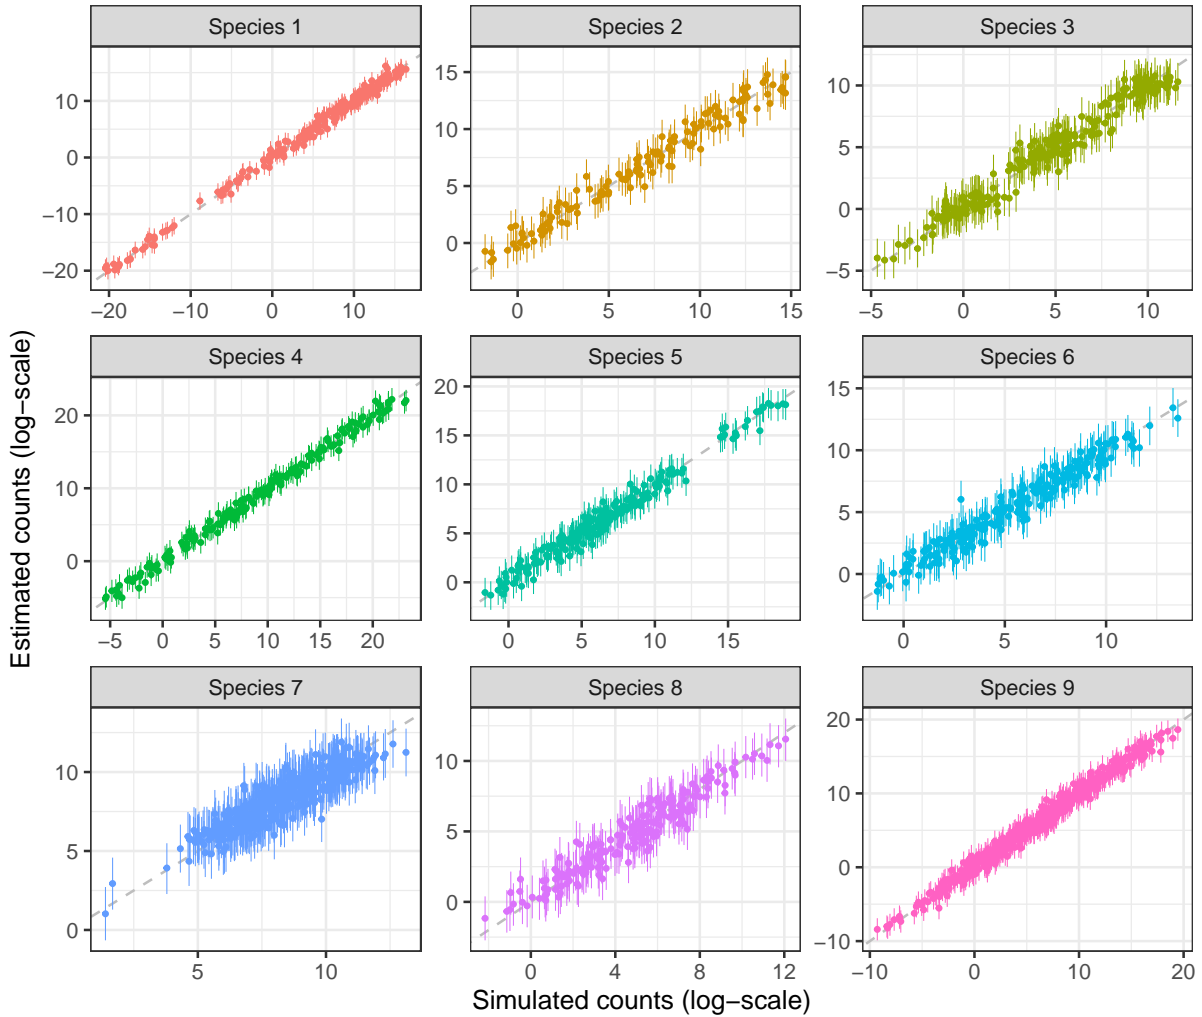 Species 1
Species 2
Species 3
10
0
−10
−20
−20 −10 0 10
15
10
5
0
0 5 10 15
10
5
0
−5
−5 0 5 10
Species 4
Species 5
Species 6
20
10
0
−5 0 5 10 15 20
20
15
10
5
0
0 5 10 15
15
10
5
0
0 5 10
Species 7
Species 8
Species 9
10
5
0
5 10
10
5
0
0 4 8 12
20
10
0
−10
−10 0 10 20
Estimated counts (log−scale)
Simulated counts (log−scale)